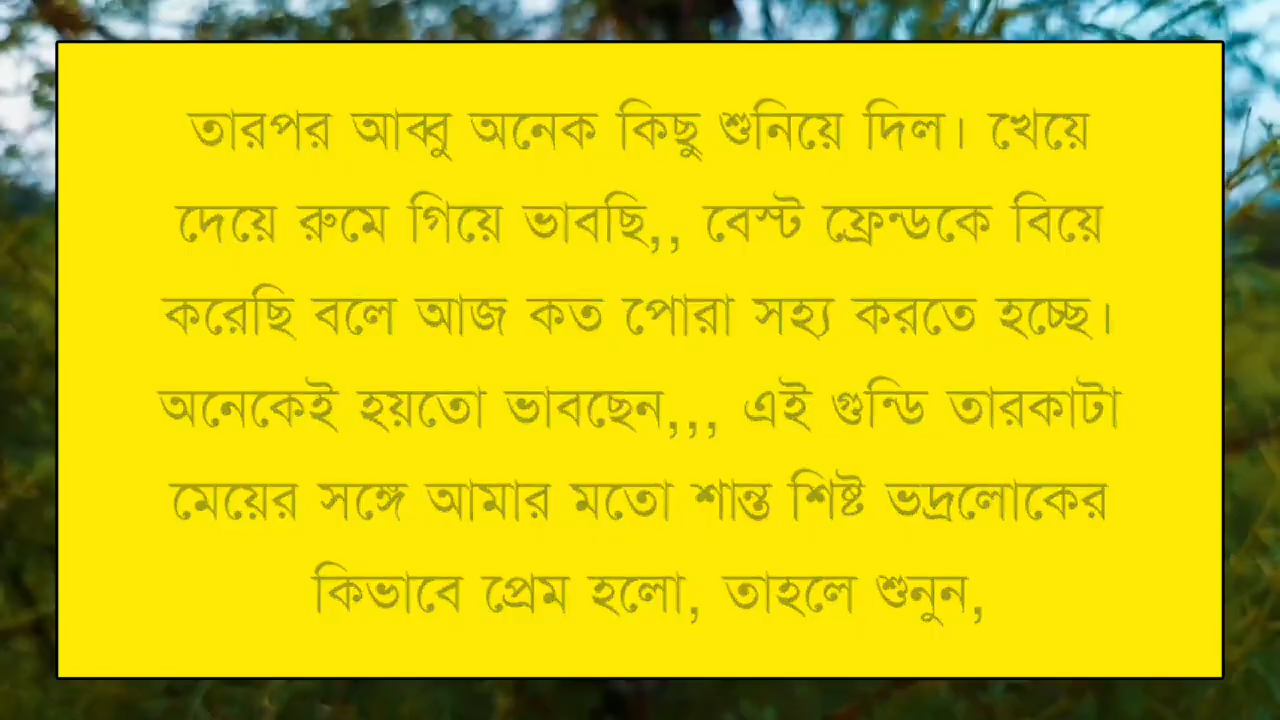 তারপর আব্বু অনেক কিছু শুনিয়ে দিল। খেয়ে
দেয়ে রুমে গিয়ে ভাবছি,, বেস্ট ফ্রেন্ডকে বিয়ে
করেছি বলে আজ কত পোরা সহ্য করতে হচ্ছে।
অনেকেই হয়তো ভাবছেন,,, এই গুন্ডি তারকাটা
মেয়ের সঙ্গে আমার মতো শান্ত শিষ্ট ভদ্রলোকের
কিভাবে প্রেম হলো, তাহলে শুনুন,